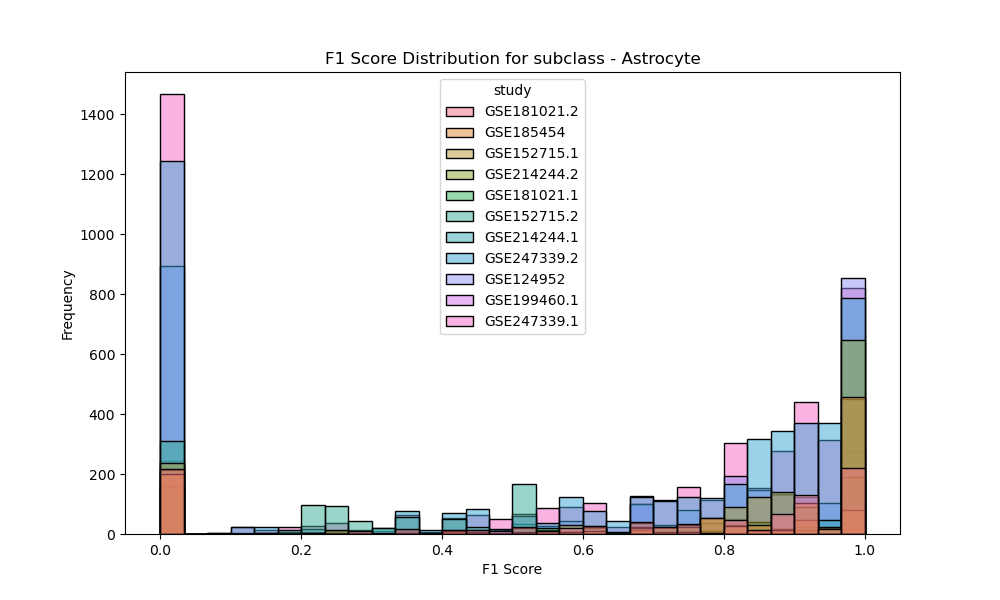 F1 Score Distribution for subclass - Astrocyte
study
GSE181021.2
GSE185454
GSE152715.1
GSE214244.2
GSE181021.1
GSE152715.2
GSE214244.1
GSE247339.2
GSE124952
GSE199460.1
GSE247339.1
Frequency
1400
1200
1000
800
600
400
200
0
0.0 0.2 0.4 0.6 0.8 1.0
F1 Score